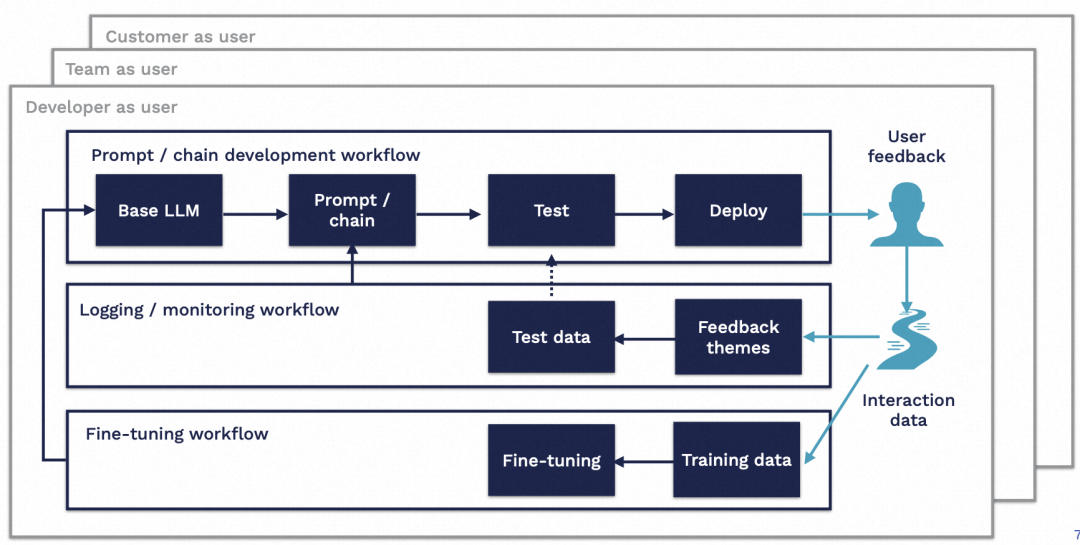 Customer as user
Team as user
Developer as user
Prompt / chain development workflow
User
feedback
Base LLM
Prompt /
chain
Test
Deploy
Logging / monitoring workflow
Test data
Feedback
themes
Interaction
data
Fine-tuning workflow
Fine-tuning
Training data
7